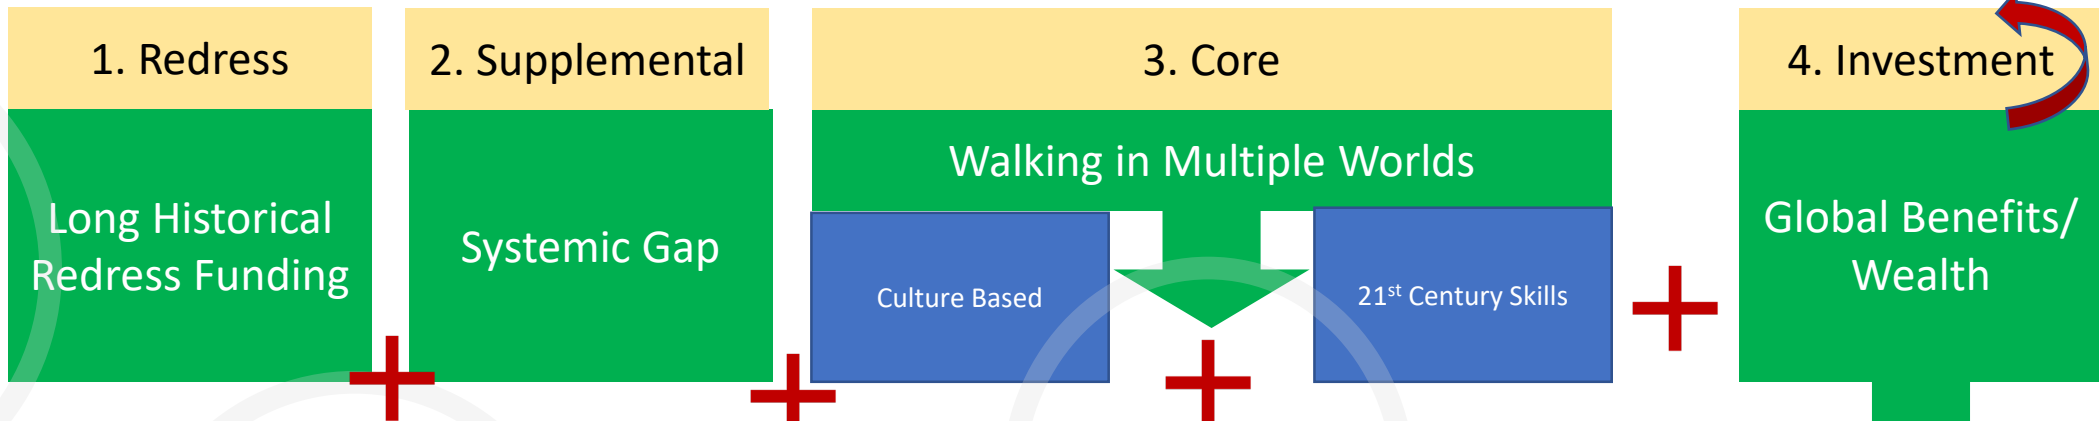 1. Redress
2. Supplemental
3. Core
4. Investment
Long Historical
Redress Funding
Systemic Gap
Walking in Multiple Worlds
Culture Based
21st Century Skills
Global Benefits/
Wealth